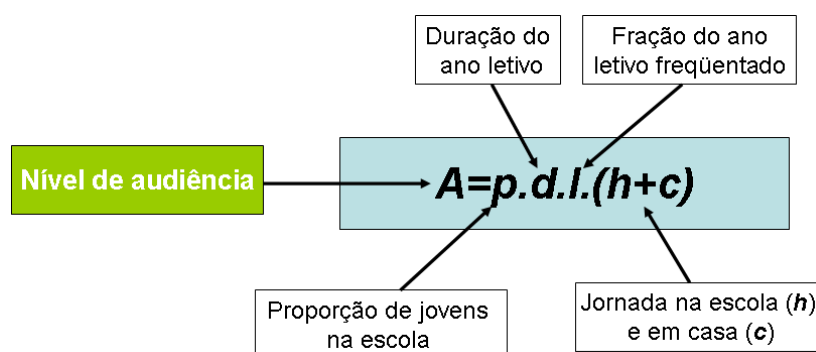 Duração do
ano letivo
Fração do ano
letivo freqüentado
Nível de audiência
A=p.d.l.(h+c)
Proporção de jovens
na escola
Jornada na escola (h)
e em casa (c)